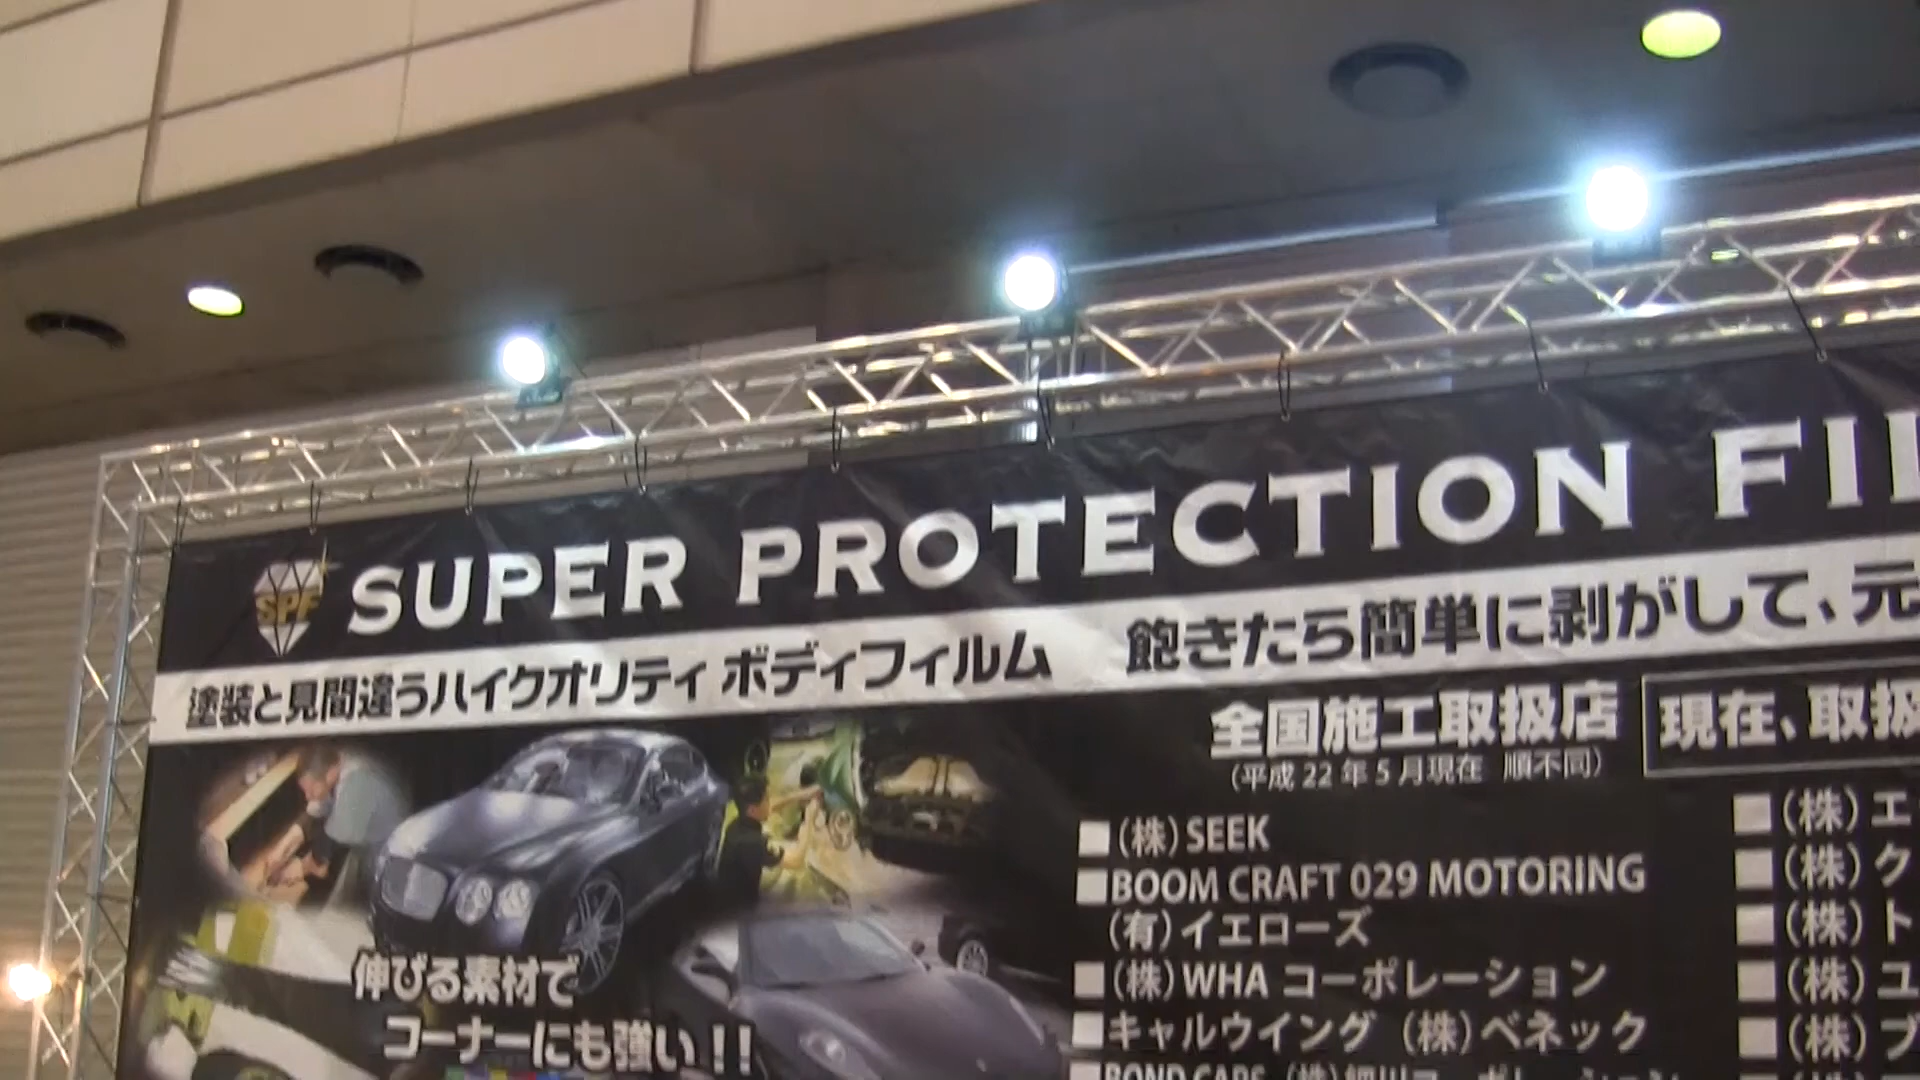 SPF SUPER PROTECTION
塗装と見間違うハイクオリティ ボディフィルム 飽きたら簡単に剥がして、元
全国施工取扱店 現在、取扱
(平成22年5月現在 順不同)
■(株)SEEK
■BOOM CRAFT 029 MOTORING
(有)イエローズ
■(株)WHA コーポレーション
■キャルウイング (株)ベネック
■(株)エ
■(株)ク
■(株)ト
■(株)ユ
■(株)ブ
伸びる素材で
コーナーにも強い!!